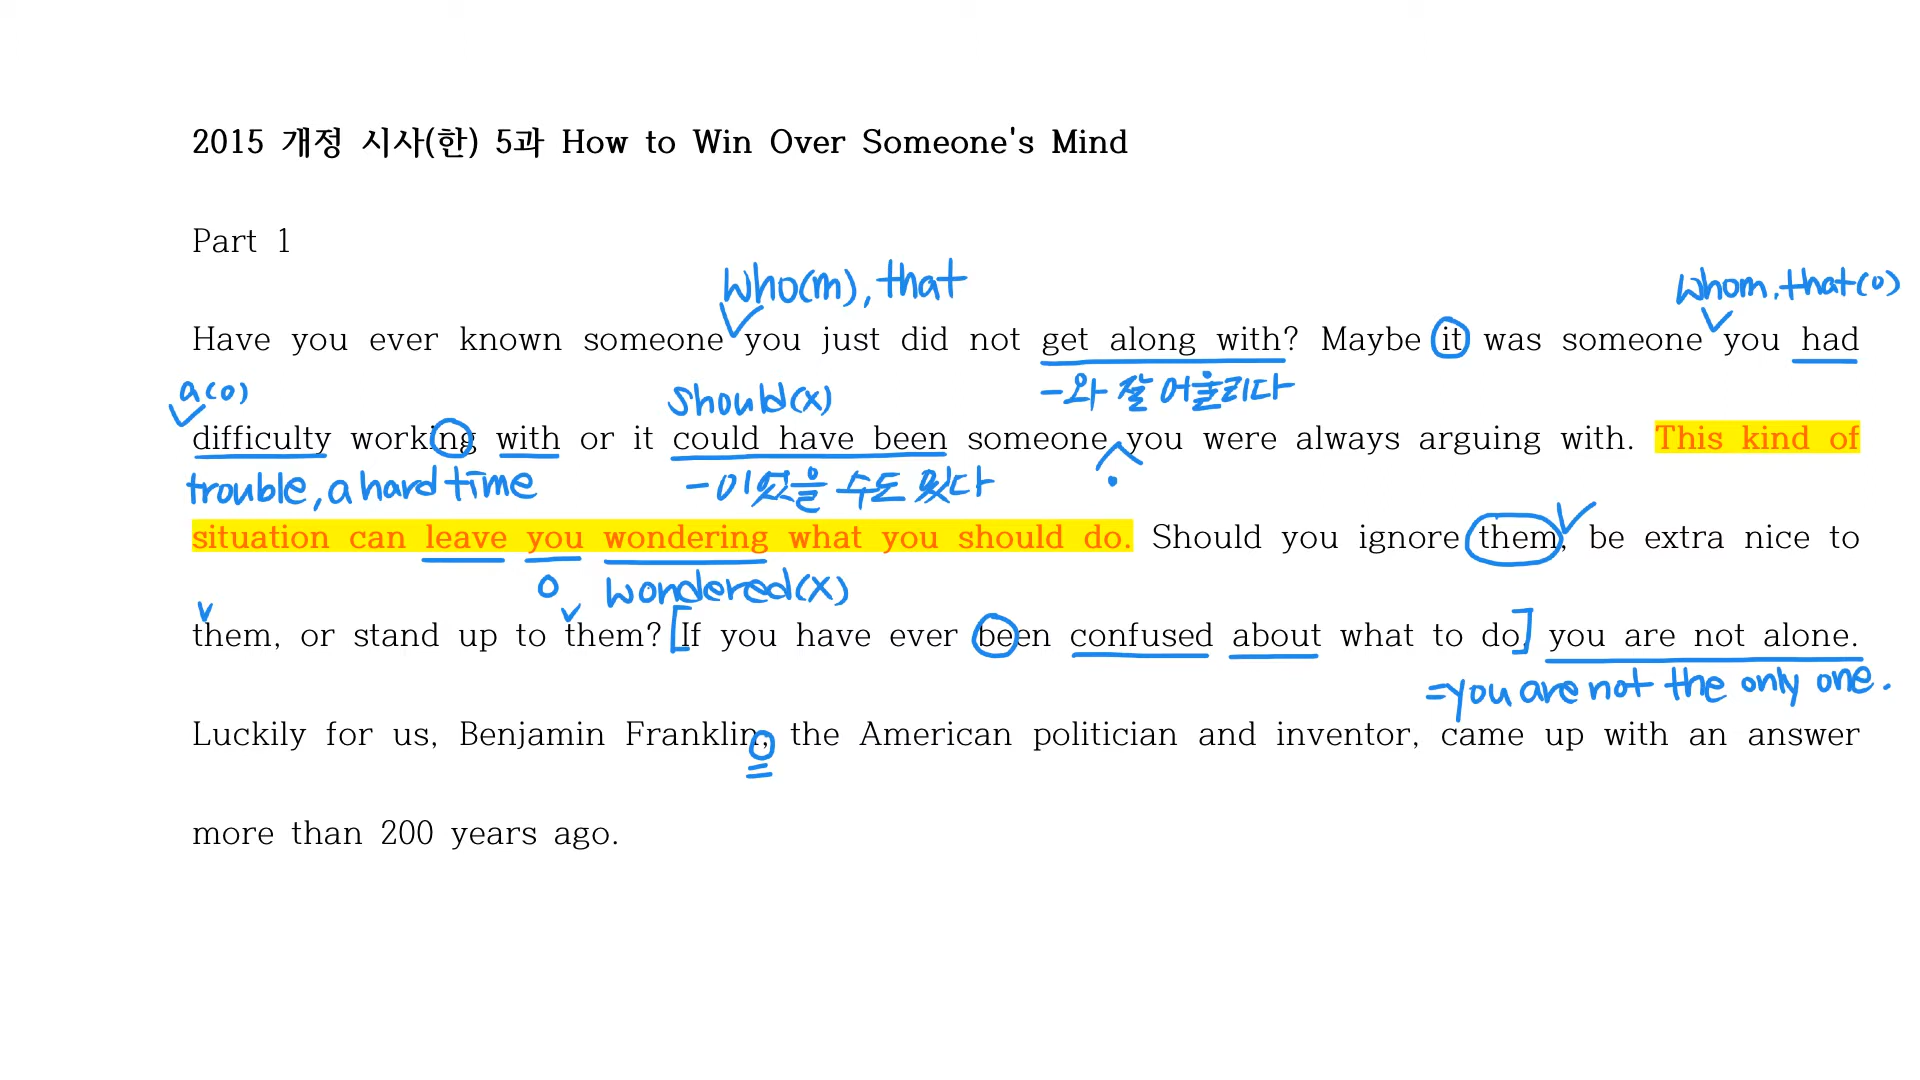 2015 개정 시사(한) 5과 How to Win Over Someone's Mind
Part 1
who(m), that
whom, that(o)
Have you ever known someone you just did not get along with? Maybe it was someone you had
a(o)
should(x)
-와 잘 어울리다
difficulty working with or it could have been someone you were always arguing with. This kind of
trouble, a hard time
-이었을 수도 있다
situation can leave you wondering what you should do. Should you ignore them, be extra nice to
o
wondered(x)
them, or stand up to them? [If you have ever been confused about what to do,] you are not alone.
=you are not the only one.
Luckily for us, Benjamin Franklin, the American politician and inventor, came up with an answer
more than 200 years ago.